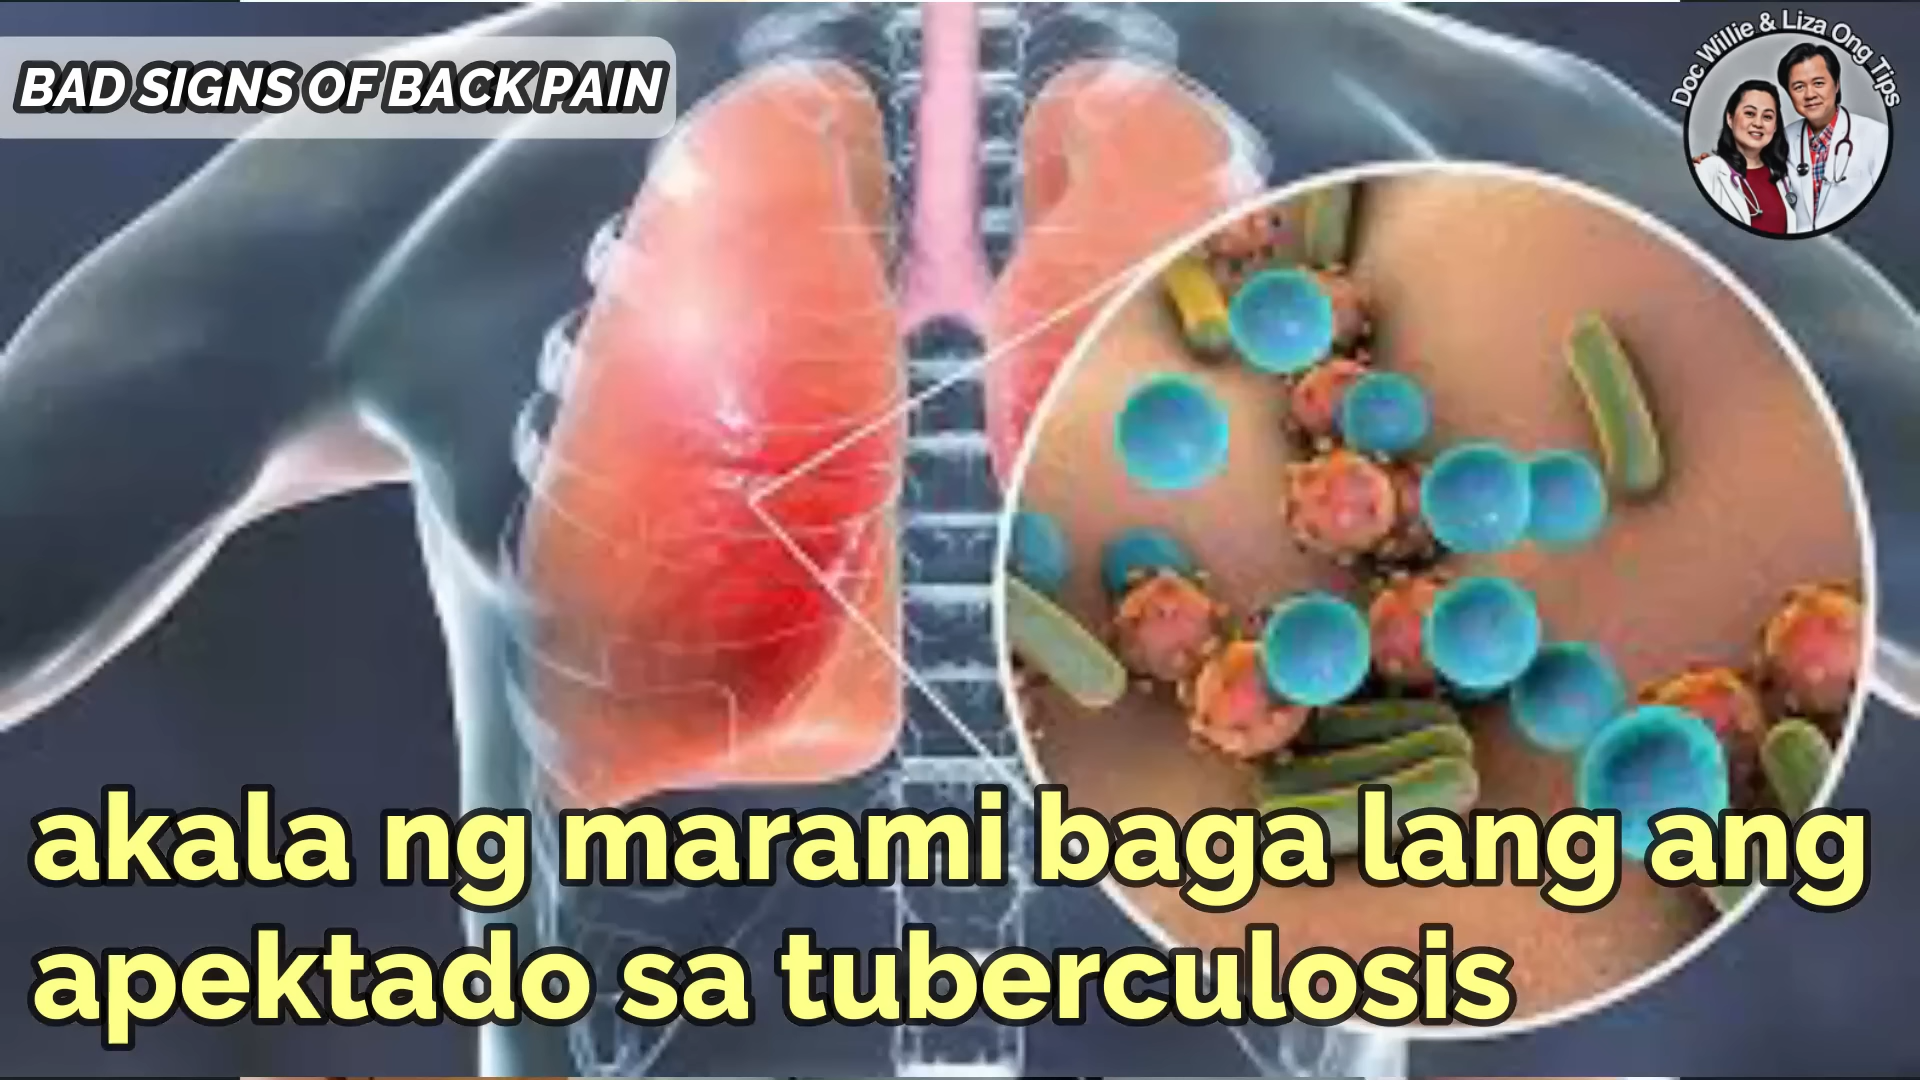 BAD SIGNS OF BACK PAIN
Doc Willie & Liza Ong Tips
akala ng marami baga lang ang
apektado sa tuberculosis